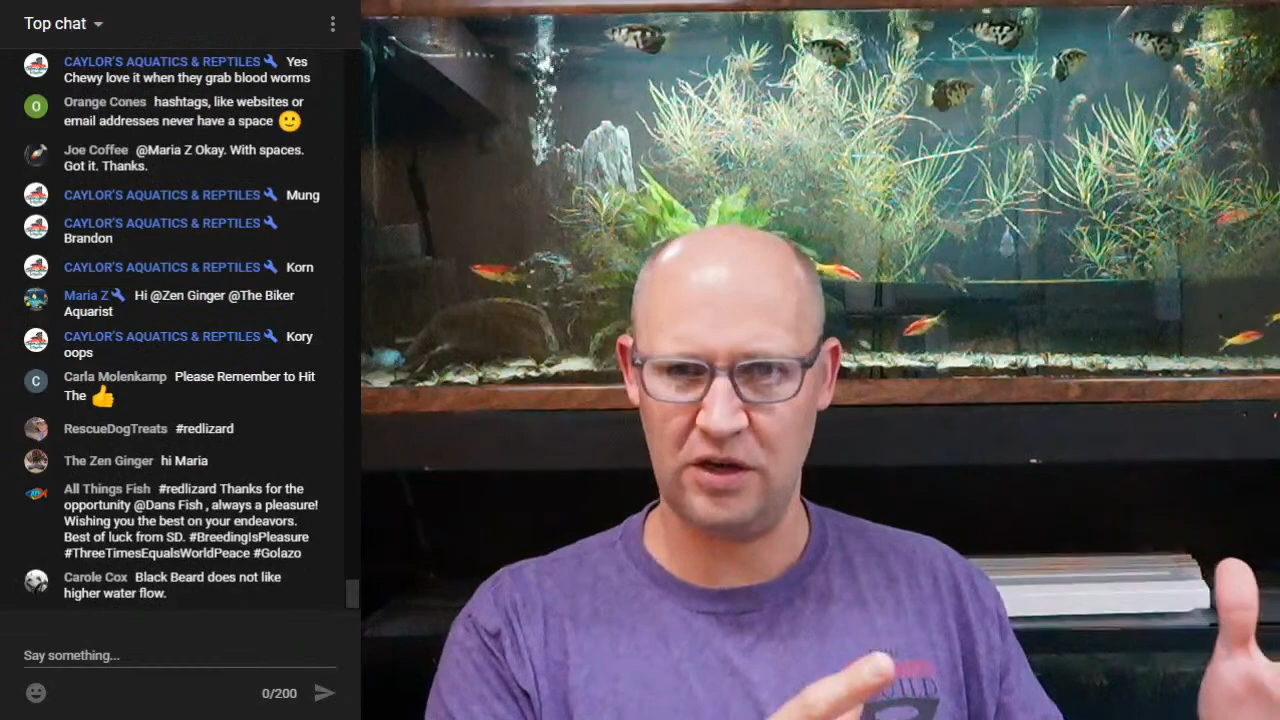 Top chat
CAYLOR'S AQUATICS & REPTILES Yes
Chewy love it when they grab blood worms
Orange Cones hashtags, like websites or
email addresses never have a space
Joe Coffee @Maria Z Okay. With spaces.
Got it. Thanks.
CAYLOR'S AQUATICS & REPTILES Mung
CAYLOR'S AQUATICS & REPTILES
Brandon
CAYLOR'S AQUATICS & REPTILES Korn
Maria Z Hi @Zen Ginger @The Biker
Aquarist
CAYLOR'S AQUATICS & REPTILES Kory
oops
Carla Molenkamp Please Remember to Hit
The
RescueDogTreats #redlizard
The Zen Ginger hi Maria
All Things Fish #redlizard Thanks for the
opportunity @Dans Fish , always a pleasure!
Wishing you the best on your endeavors.
Best of luck from SD. #BreedingIsPleasure
#ThreeTimesEqualsWorldPeace #Golazo
Carole Cox Black Beard does not like
higher water flow.
Say something...
0/200